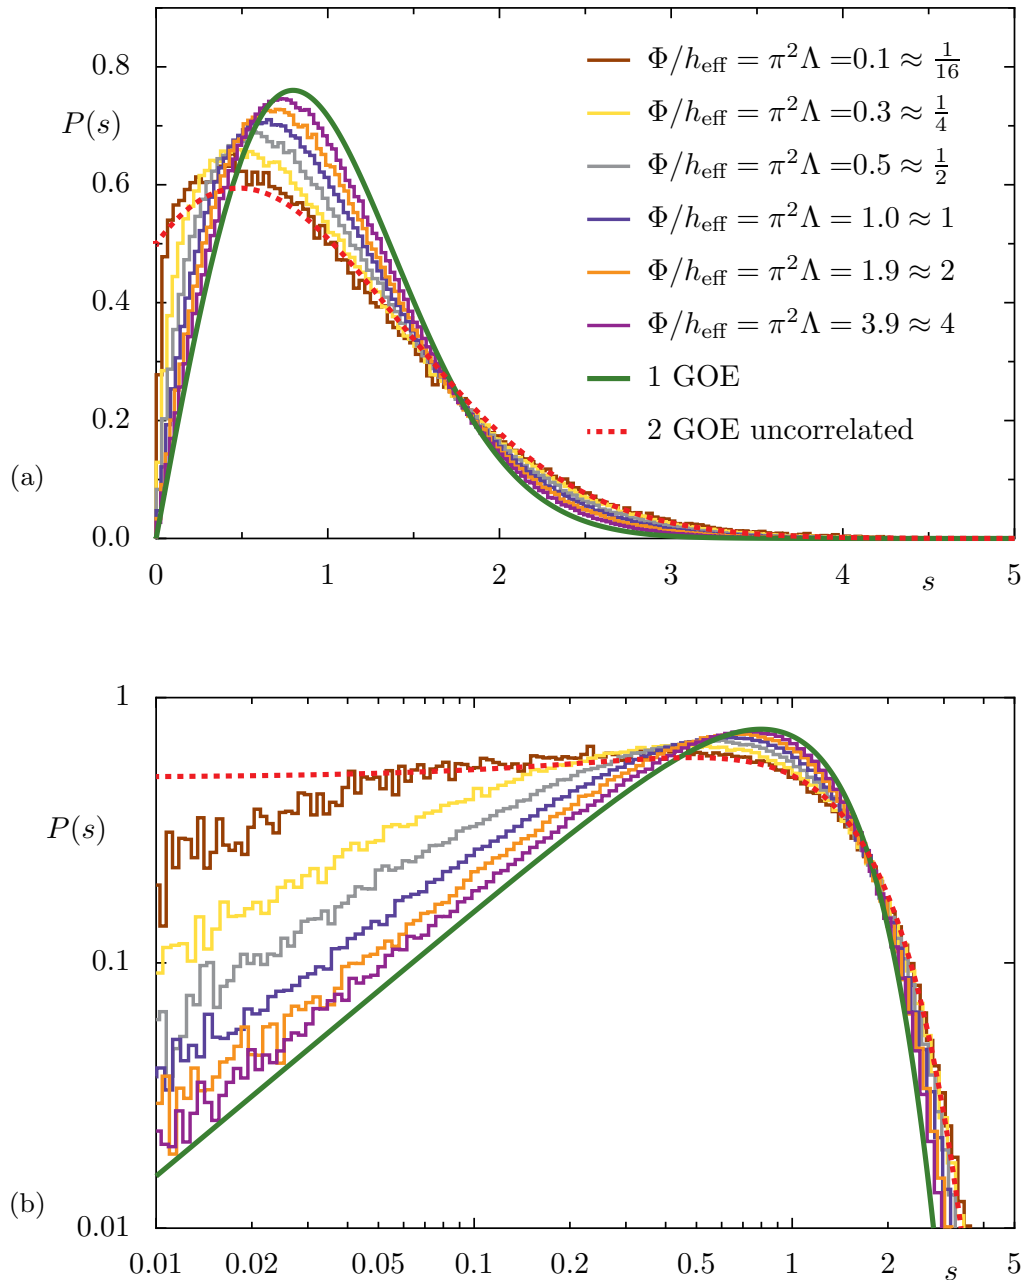 0.8
P(s)
0.6
0.4
0.2
(a)
0.0
0 1 2 3 4 s 5
Φ/h_eff = π²Λ =0.1 ≈ 1/16
Φ/h_eff = π²Λ =0.3 ≈ 1/4
Φ/h_eff = π²Λ =0.5 ≈ 1/2
Φ/h_eff = π²Λ = 1.0 ≈ 1
Φ/h_eff = π²Λ = 1.9 ≈ 2
Φ/h_eff = π²Λ = 3.9 ≈ 4
1 GOE
2 GOE uncorrelated
1
P(s)
0.1
(b)
0.01
0.01 0.02 0.05 0.1 0.2 0.5 1 2 s 5